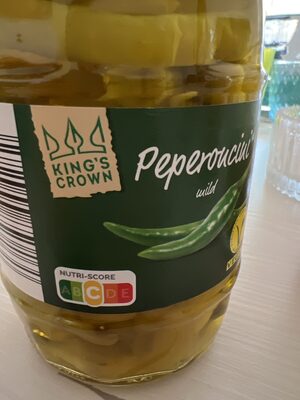 KING'S
CROWN
Peperoncini
mild
NUTRI-SCORE
A B C D E